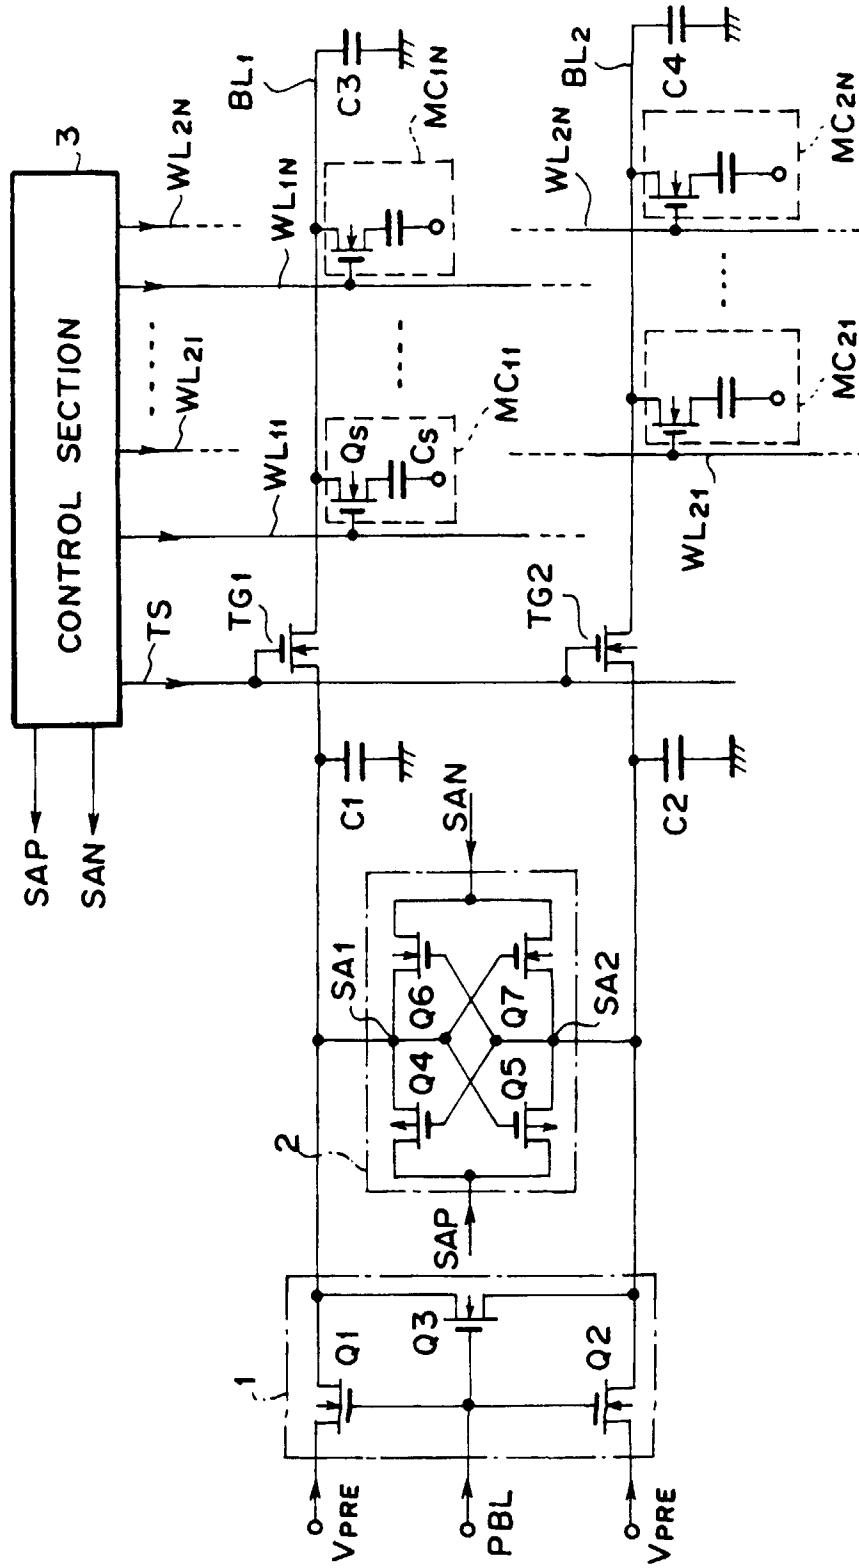 3
CONTROL SECTION
SAP
SAN
TS
WL11
WL21
WL1N
WL2N
BL1
C3
MC1N
Qs
Cs
MC11
TG1
C1
SAN
SA1
Q4
Q6
Q5
Q7
SA2
2
SAP
1
Q1
Q3
Q2
VPRE
PBL
VPRE
C2
TG2
WL21
MC21
WL2N
MC2N
BL2
C4